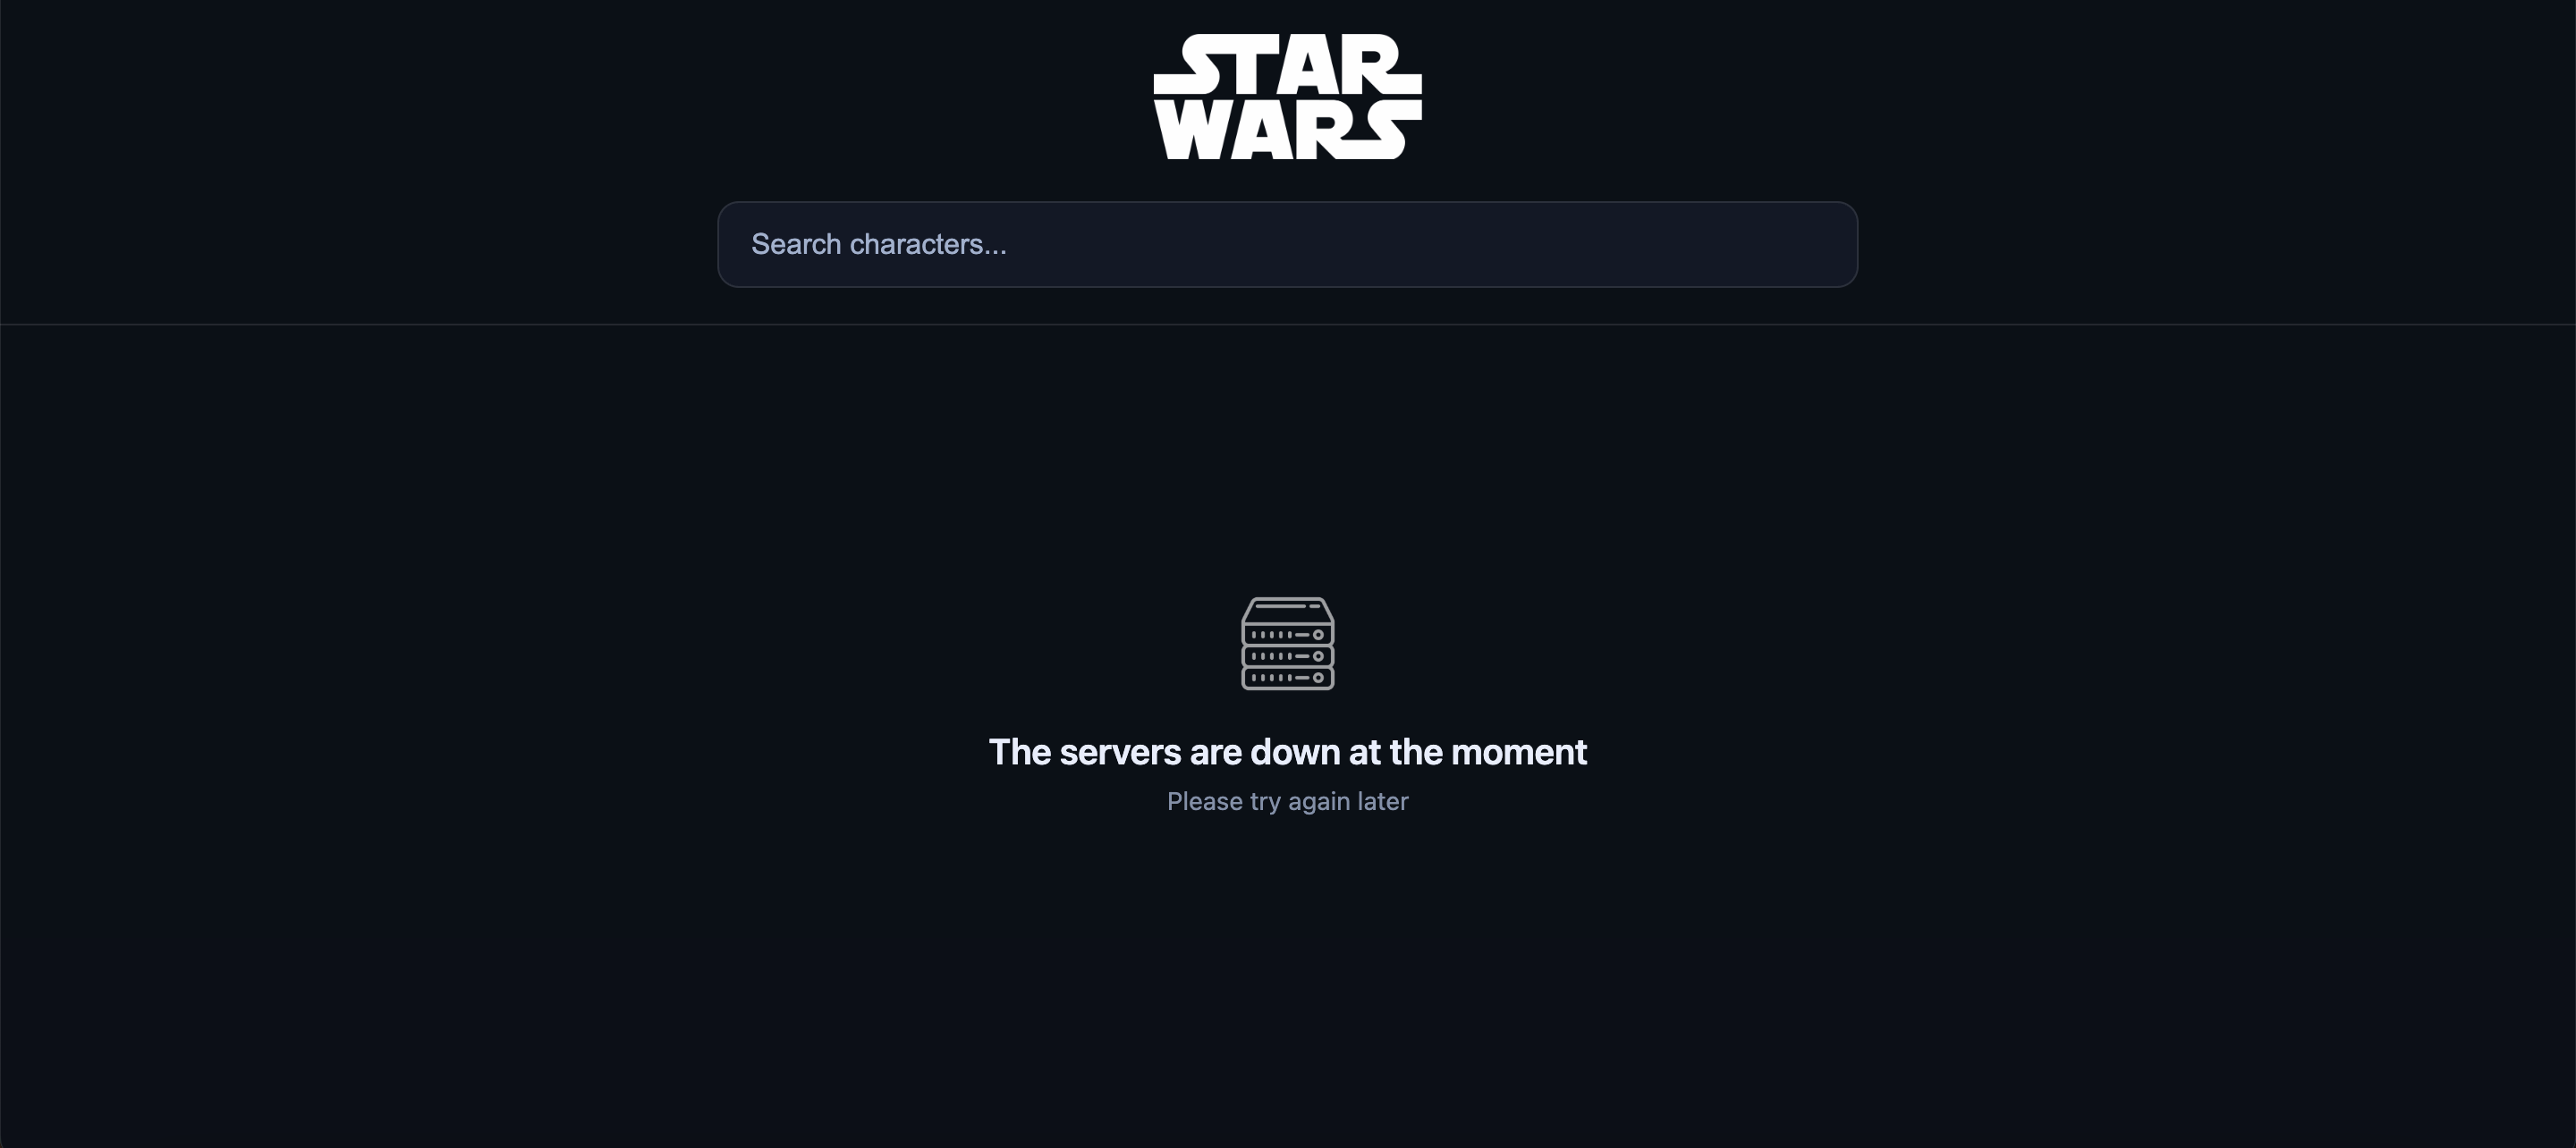 STAR
WARS
Search characters...
The servers are down at the moment
Please try again later